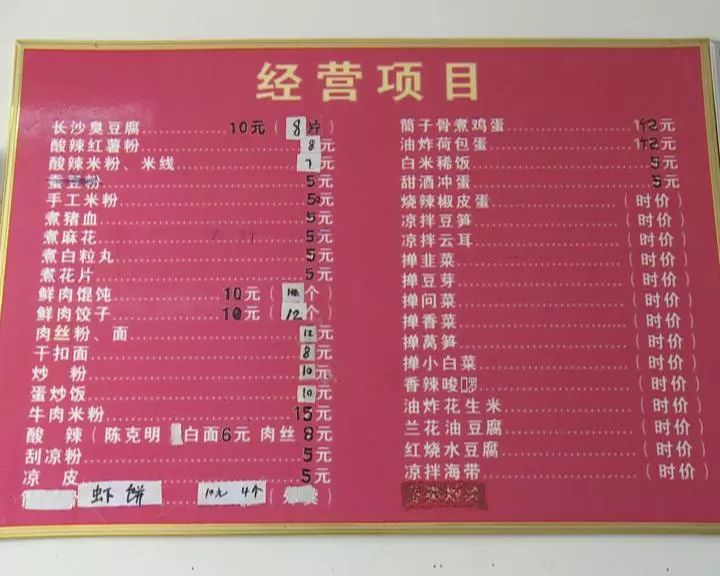 经营项目
长沙臭豆腐 10元（8片
酸辣红薯粉 8元
酸辣米粉、米线 7元
蚕豆粉 5元
手工米粉 5元
煮猪血 5元
煮麻花 5元
煮白粒丸 5元
煮花片 5元
鲜肉馄饨 10元（个）
鲜肉饺子 10元（12个）
肉丝粉、面 12元
干扣面 8元
炒 粉 10元
蛋炒饭 10元
牛肉米粉 15元
酸 辣（陈克明 白面6元 肉丝 8元
刮凉粉 5元
凉 皮 5元
虾饼 10元 4个
筒子骨煮鸡蛋 2元
油炸荷包蛋 2元
白米稀饭 5元
甜酒冲蛋 5元
烧辣椒皮蛋（时价）
凉拌豆笋（时价）
凉拌云耳（时价）
掸韭菜（时价）
掸豆芽（时价）
掸问菜（时价）
掸香菜（时价）
掸萵笋（时价）
掸小白菜（时价）
香辣唆（时价）
油炸花生米（时价）
兰花油豆腐（时价）
红烧水豆腐（时价）
凉拌海带（时价）